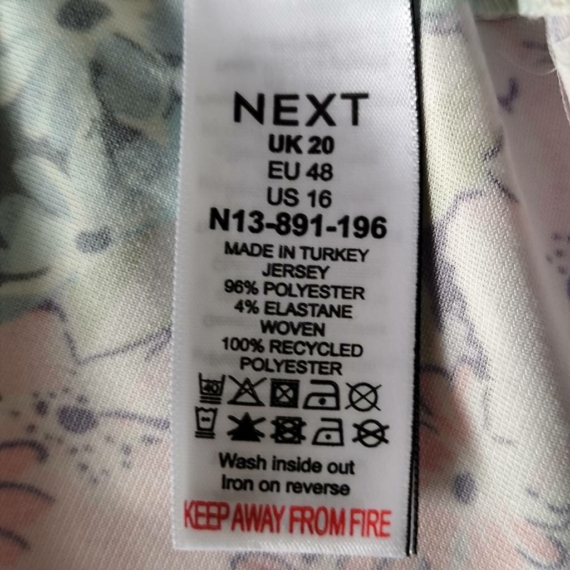 NEXT
UK 20
EU 48
US 16
N13-891-196
MADE IN TURKEY
JERSEY
96% POLYESTER
4% ELASTANE
WOVEN
100% RECYCLED
POLYESTER
40
Wash inside out
Iron on reverse
KEEP AWAY FROM FIRE